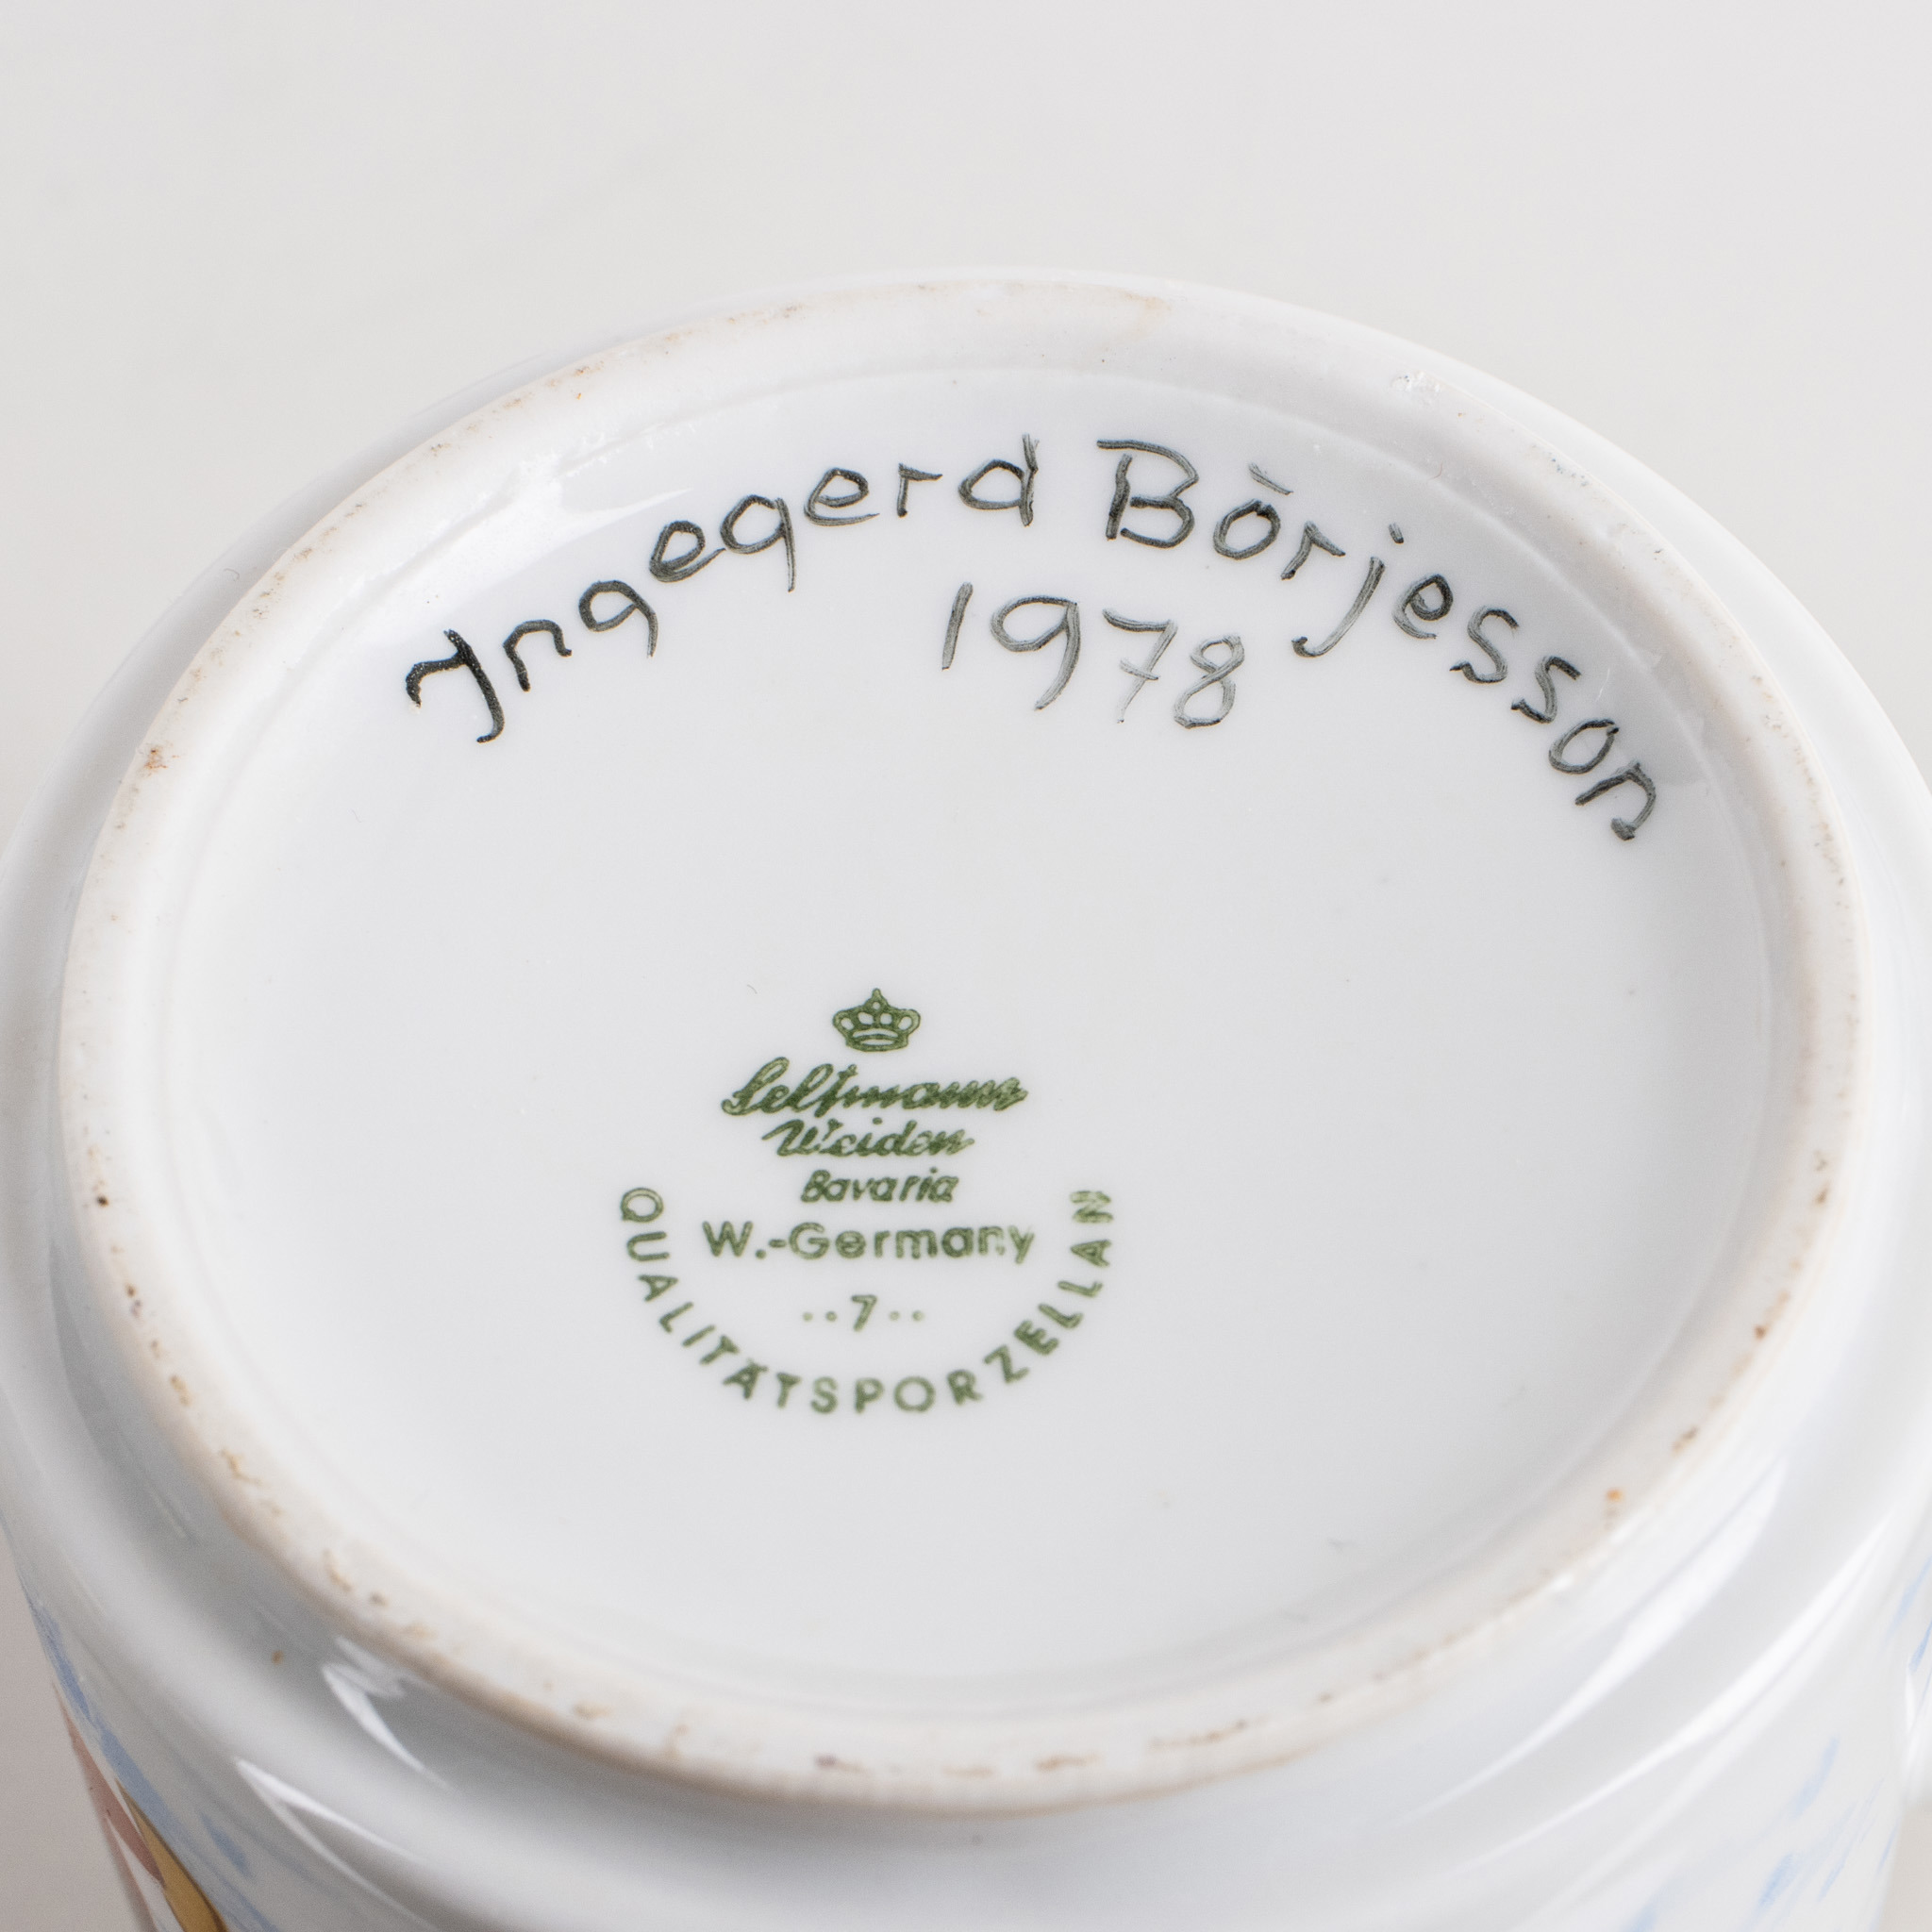 Ingegerd Börjesson
1978
Seltmann
Weiden
Bavaria
W.-Germany
··7··
QUALITÄTSPORZELLAN